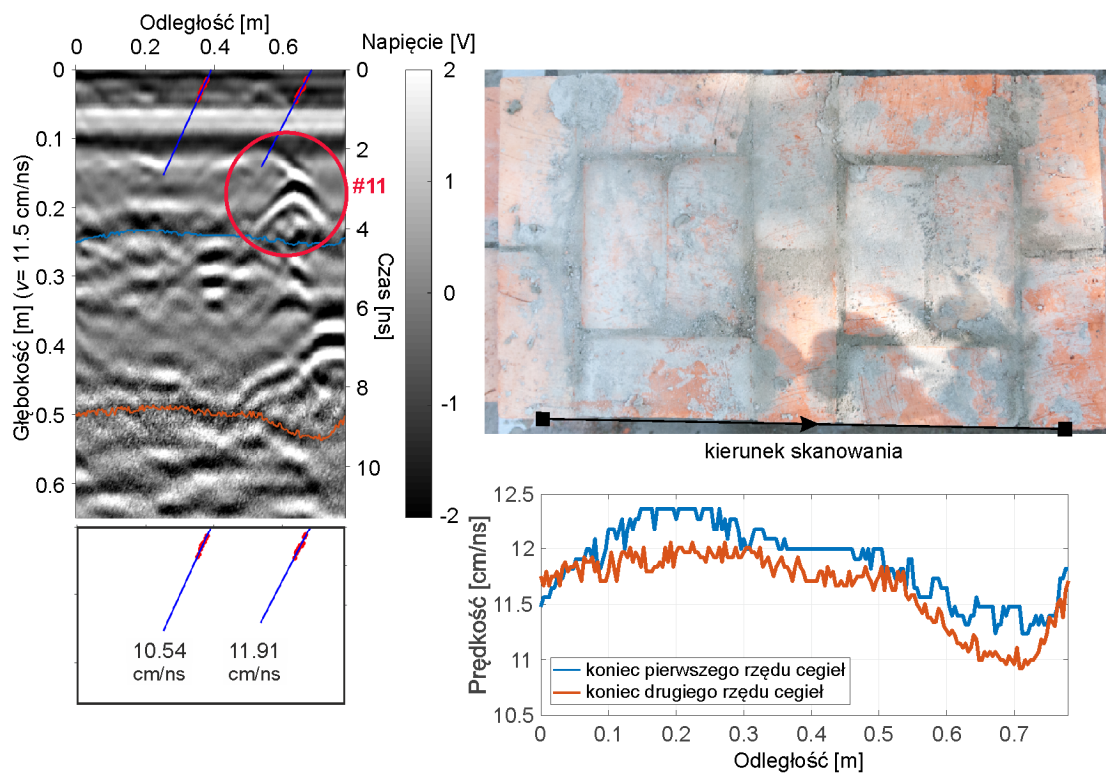 Odległość [m]
0 0.2 0.4 0.6
Napięcie [V]
0 0.1 0.2 0.3 0.4 0.5 0.6
Głębokość [m] (v= 11.5 cm/ns)
0 2 4 6 8 10
Czas [ns]
#11
2 1 0 -1 -2
10.54
cm/ns
11.91
cm/ns
kierunek skanowania
12.5
12
11.5
11
10.5
Prędkość [cm/ns]
koniec pierwszego rzędu cegieł
koniec drugiego rzędu cegieł
0 0.1 0.2 0.3 0.4 0.5 0.6 0.7
Odległość [m]